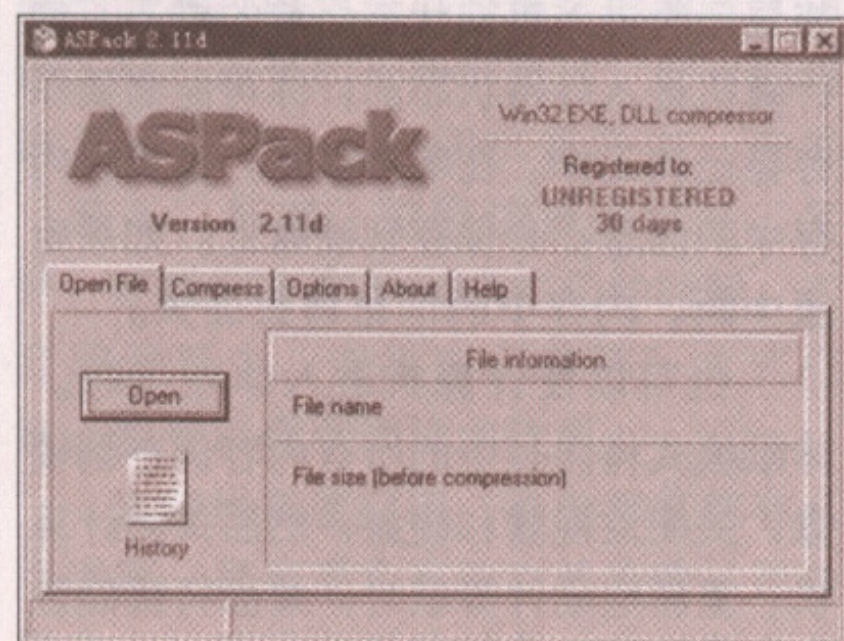 ASPack 2.11d
ASPack
Version 2.11d
Win32 EXE, DLL compressor
Registered to:
UNREGISTERED
30 days
Open File Compress Options About Help
Open
History
File information
File name
File size (before compression)